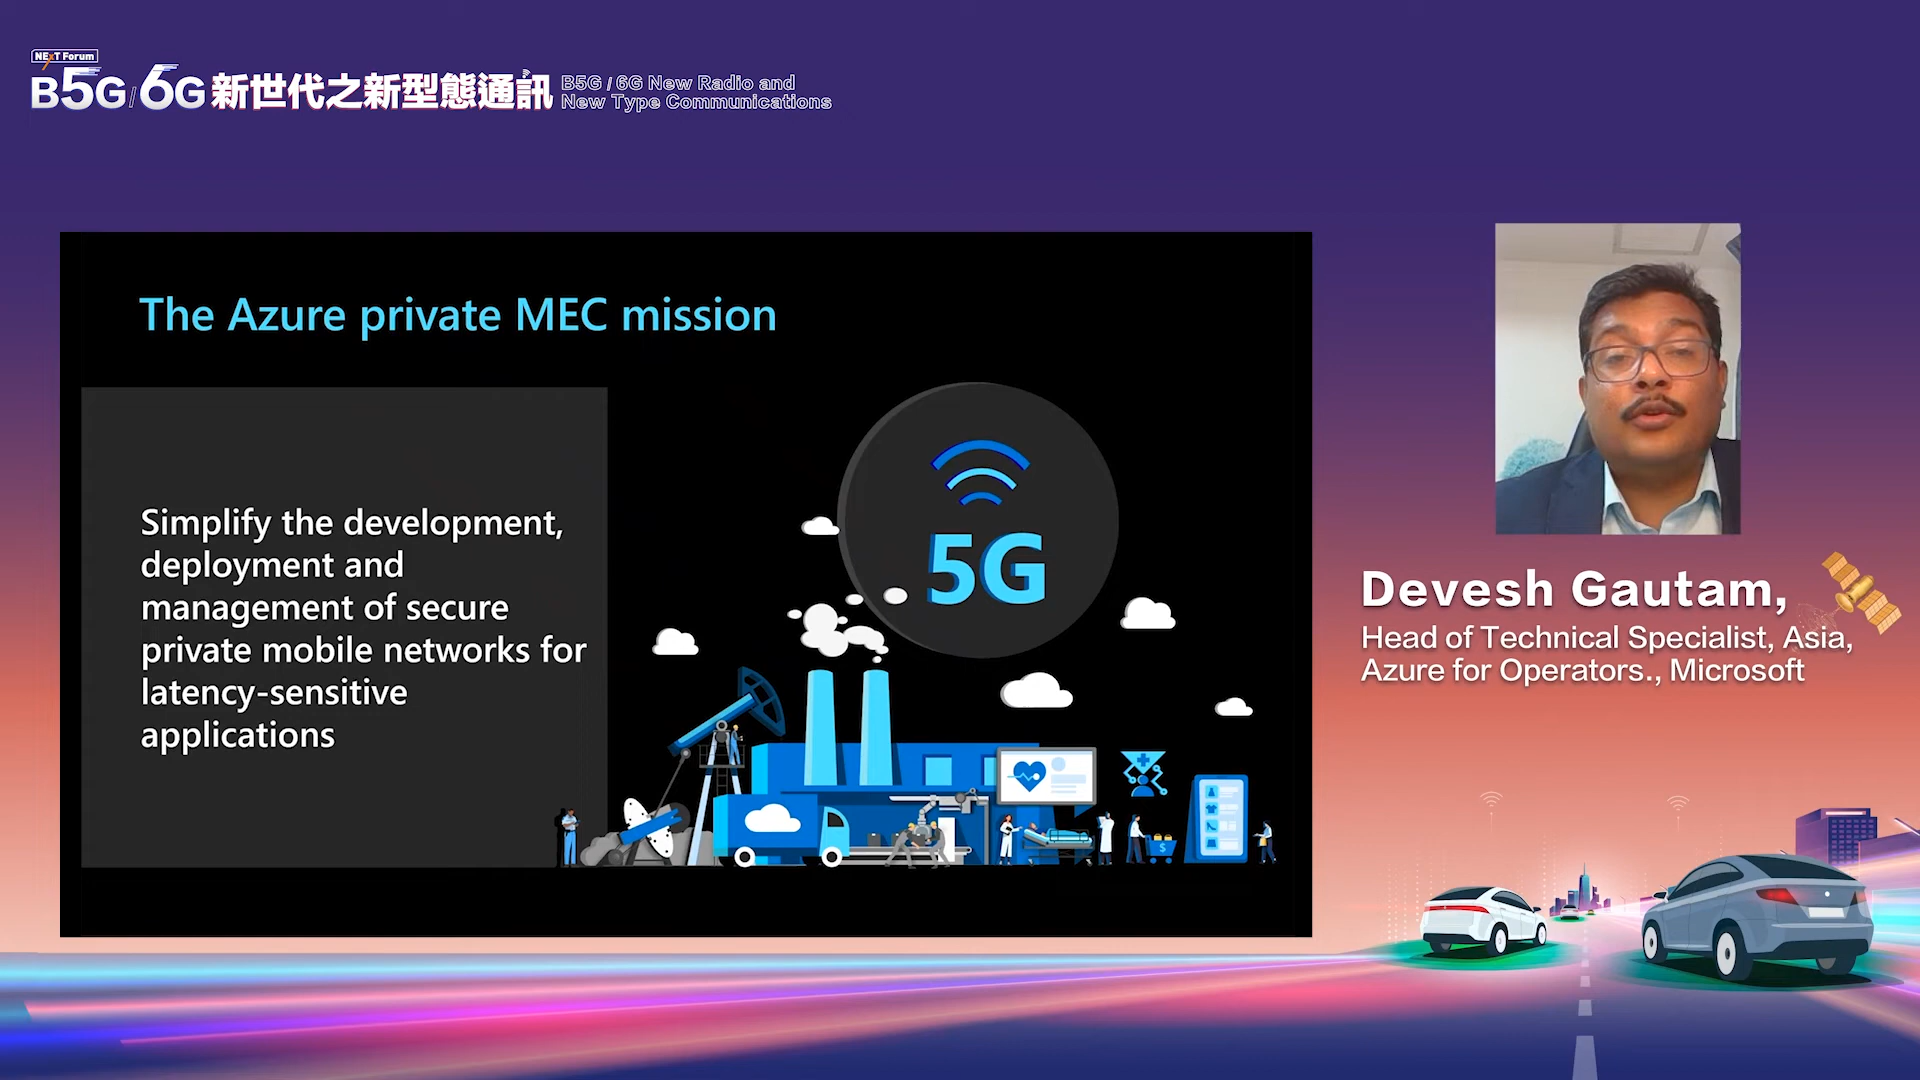 NExT Forum
B5G/6G新世代之新型態通訊
B5G / 6G New Radio and
New Type Communications
The Azure private MEC mission
Simplify the development,
deployment and
management of secure
private mobile networks for
latency-sensitive
applications
5G
$
Devesh Gautam,
Head of Technical Specialist, Asia,
Azure for Operators., Microsoft